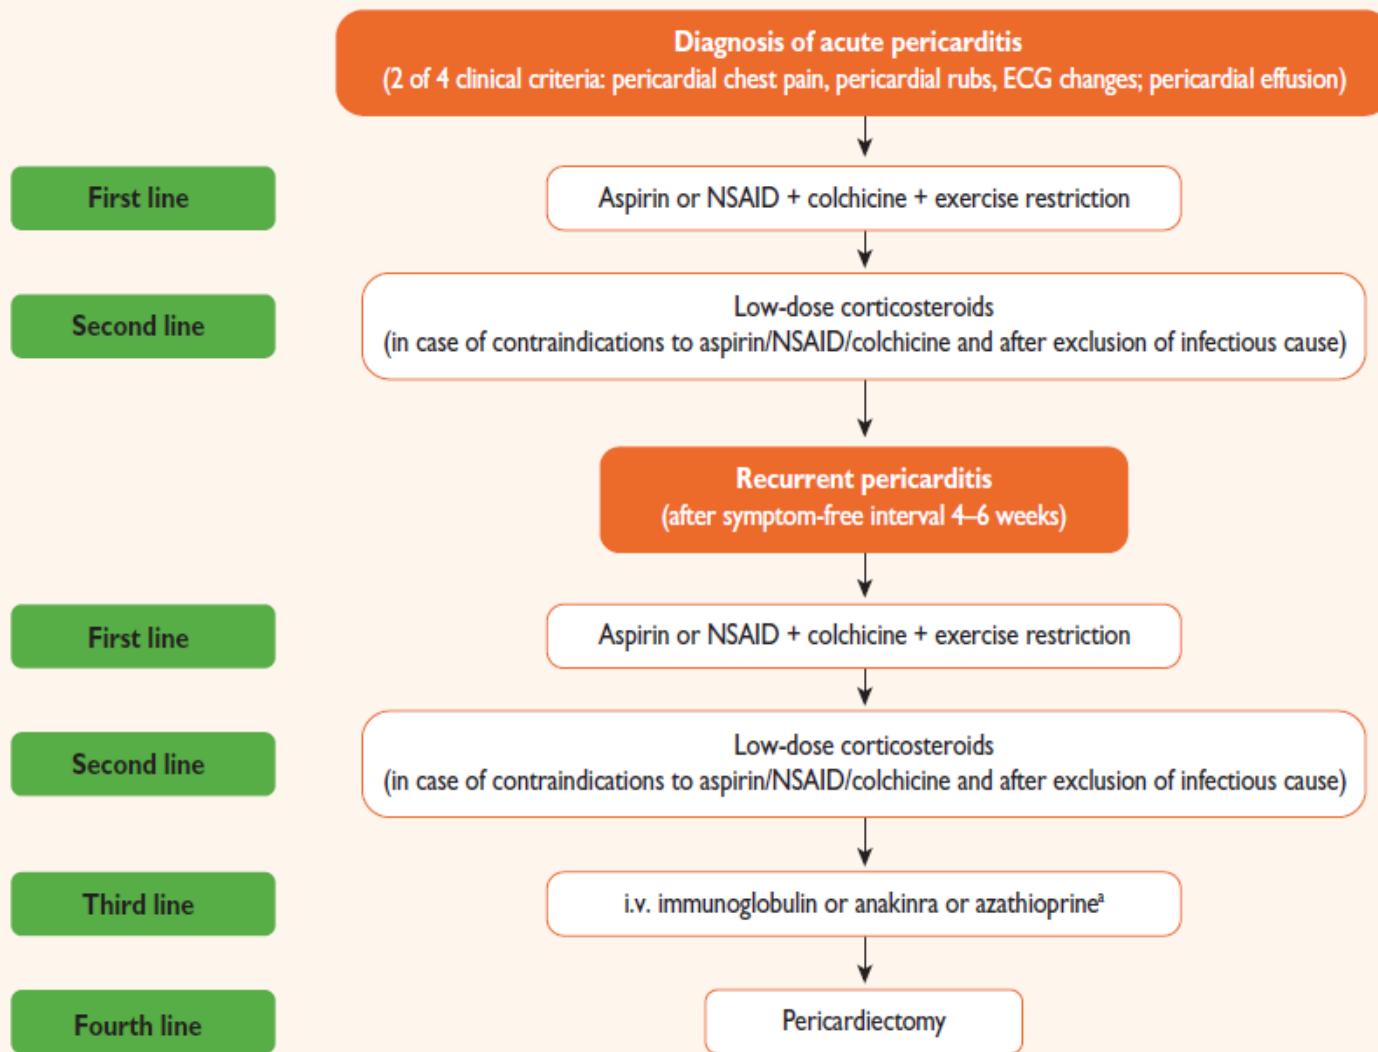 Diagnosis of acute pericarditis
(2 of 4 clinical criteria: pericardial chest pain, pericardial rubs, ECG changes; pericardial effusion)
First line
Aspirin or NSAID + colchicine + exercise restriction
Second line
Low-dose corticosteroids
(in case of contraindications to aspirin/NSAID/colchicine and after exclusion of infectious cause)
Recurrent pericarditis
(after symptom-free interval 4–6 weeks)
First line
Aspirin or NSAID + colchicine + exercise restriction
Second line
Low-dose corticosteroids
(in case of contraindications to aspirin/NSAID/colchicine and after exclusion of infectious cause)
Third line
i.v. immunoglobulin or anakinra or azathioprineᵃ
Fourth line
Pericardiectomy